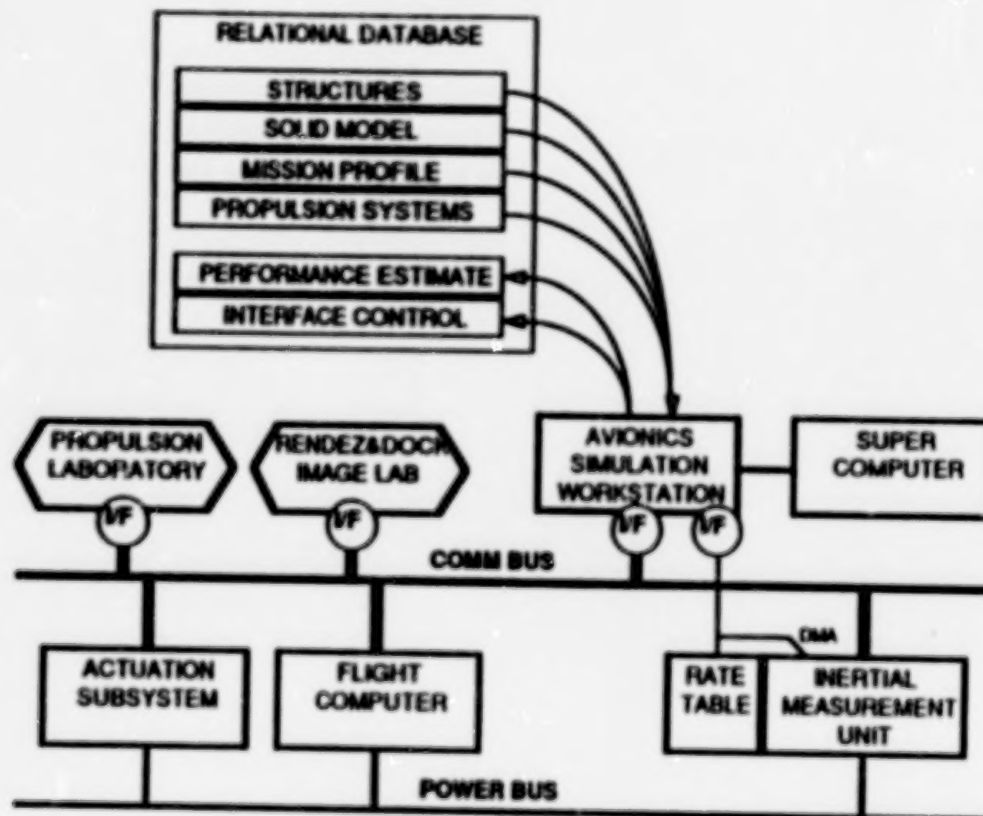 RELATIONAL DATABASE
STRUCTURES
SOLID MODEL
MISSION PROFILE
PROPULSION SYSTEMS
PERFORMANCE ESTIMATE
INTERFACE CONTROL
PROPULSION
LABORATORY
I/F
RENDEZ&DOCK
IMAGE LAB
I/F
AVIONICS
SIMULATION
WORKSTATION
I/F
I/F
SUPER
COMPUTER
COMM BUS
ACTUATION
SUBSYSTEM
FLIGHT
COMPUTER
DMA
RATE
TABLE
INERTIAL
MEASUREMENT
UNIT
POWER BUS